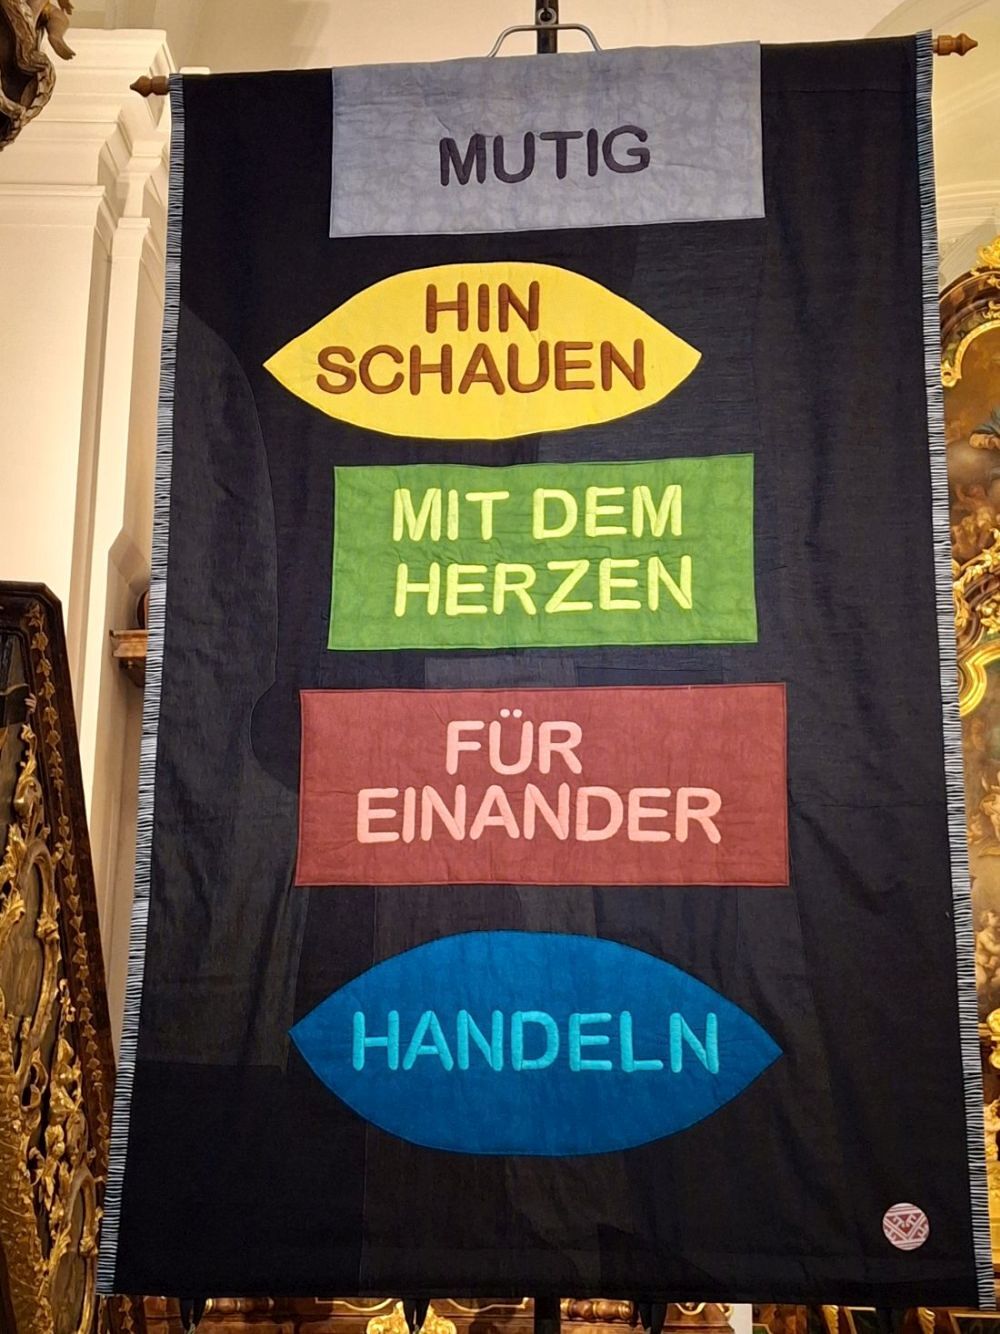 MUTIG
HIN
SCHAUEN
MIT DEM
HERZEN
FÜR
EINANDER
HANDELN